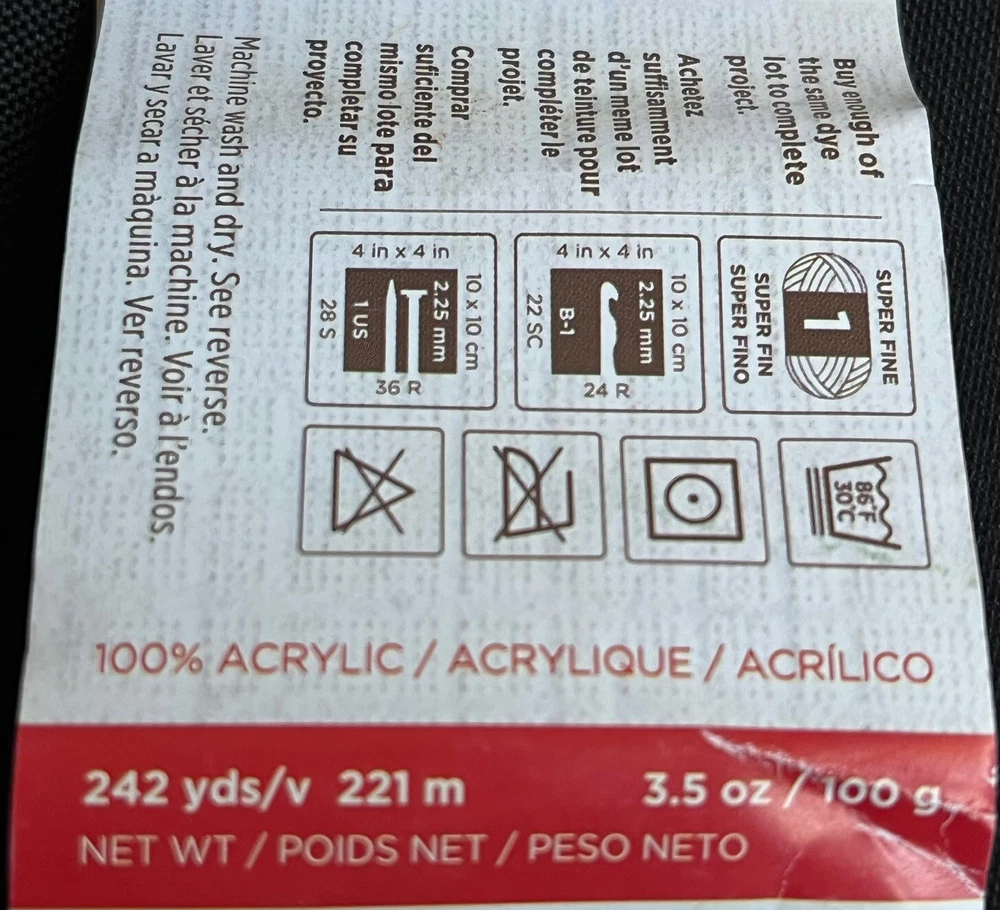 Buy enough of
the same dye
lot to complete
project.
Achetez
suffisamment
d'un meme lot
de teinture pour
compléter le
projet.
Comprar
suficiente del
mismo lote para
completar su
proyecto.
SUPER FINE
1
SUPER FIN
SUPER FINO
10 x 10 cm
4 in x 4 in
2.25 mm
B-1
24 R
22 SC
10 x 10 cm
4 in x 4 in
2.25 mm
1 US
36 R
28 S
86°F
30°C
Machine wash and dry. See reverse.
Laver et sécher à la machine. Voir à l'endos.
Lavar y secar a màquina. Ver reverso.
100% ACRYLIC / ACRYLIQUE / ACRÍLICO
242 yds/v 221 m 3.5 oz / 100 g
NET WT / POIDS NET / PESO NETO